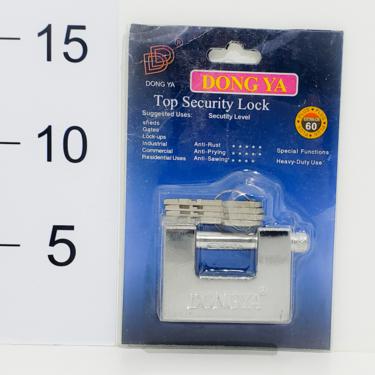 15
10
5
DONG YA
DONG YA
Top Security Lock
Suggested Uses: Secutity Level
sheds
Gates
Lock-ups
Industrial Anti-Rust *****
Commercial Anti-Prying *****
Residential Uses Anti-Sawing *****
60
Special Functions
Heavy-Duty Use
DONGYA